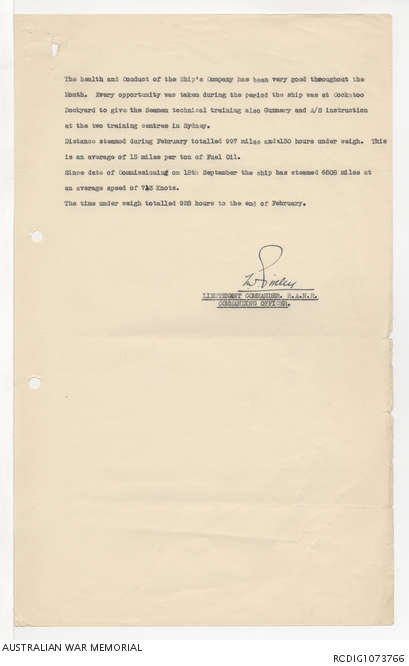 The health and Conduct of the Ship's Company has been very good throughout the
Month. Every opportunity was taken during the period the ship was at Cockatoo
Dockyard to give the Seamen technical training also Gunnery and A/S instruction
at the two training centres in Sydney.
Distance steamed during February totalled 997 miles and 130 hours under weigh. This
is an average of 15 miles per ton of Fuel Oil.
Since date of Commissioning on 18th September the ship has steamed 6609 miles at
an average speed of Knots.
The time under weigh totalled 928 hours to the end of February.
LIEUTENANT COMMANDER. R.A.N.R.
COMMANDING OFFICER.
AUSTRALIAN WAR MEMORIAL
RCDIG1073766